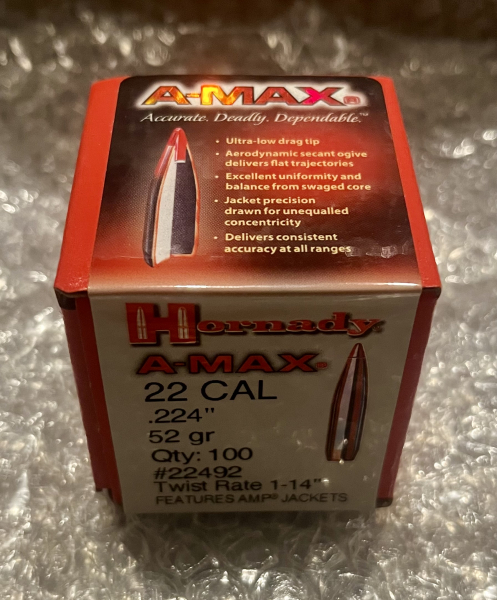 A-MAX®
Accurate. Deadly. Dependable.™
• Ultra-low drag tip
• Aerodynamic secant ogive
delivers flat trajectories
• Excellent uniformity and
balance from swaged core
• Jacket precision
drawn for unequalled
concentricity
• Delivers consistent
accuracy at all ranges
Hornady®
A-MAX®
22 CAL
.224"
52 gr
Qty: 100
#22492
Twist Rate 1-14"
FEATURES AMP® JACKETS